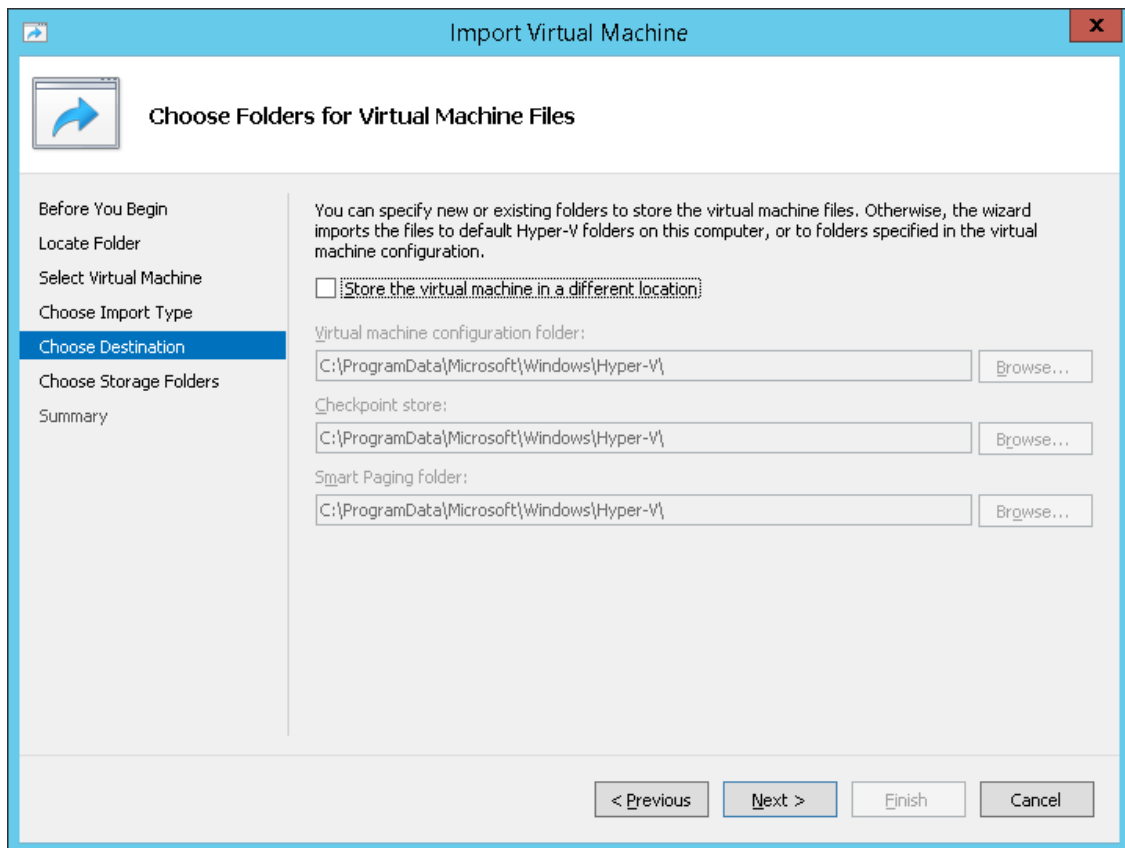 Import Virtual Machine
x
Choose Folders for Virtual Machine Files
Before You Begin
Locate Folder
Select Virtual Machine
Choose Import Type
Choose Destination
Choose Storage Folders
Summary
You can specify new or existing folders to store the virtual machine files. Otherwise, the wizard
imports the files to default Hyper-V folders on this computer, or to folders specified in the virtual
machine configuration.
Store the virtual machine in a different location
Virtual machine configuration folder:
C:\ProgramData\Microsoft\Windows\Hyper-V\ Browse...
Checkpoint store:
C:\ProgramData\Microsoft\Windows\Hyper-V\ Browse...
Smart Paging folder:
C:\ProgramData\Microsoft\Windows\Hyper-V\ Browse...
< Previous Next > Finish Cancel